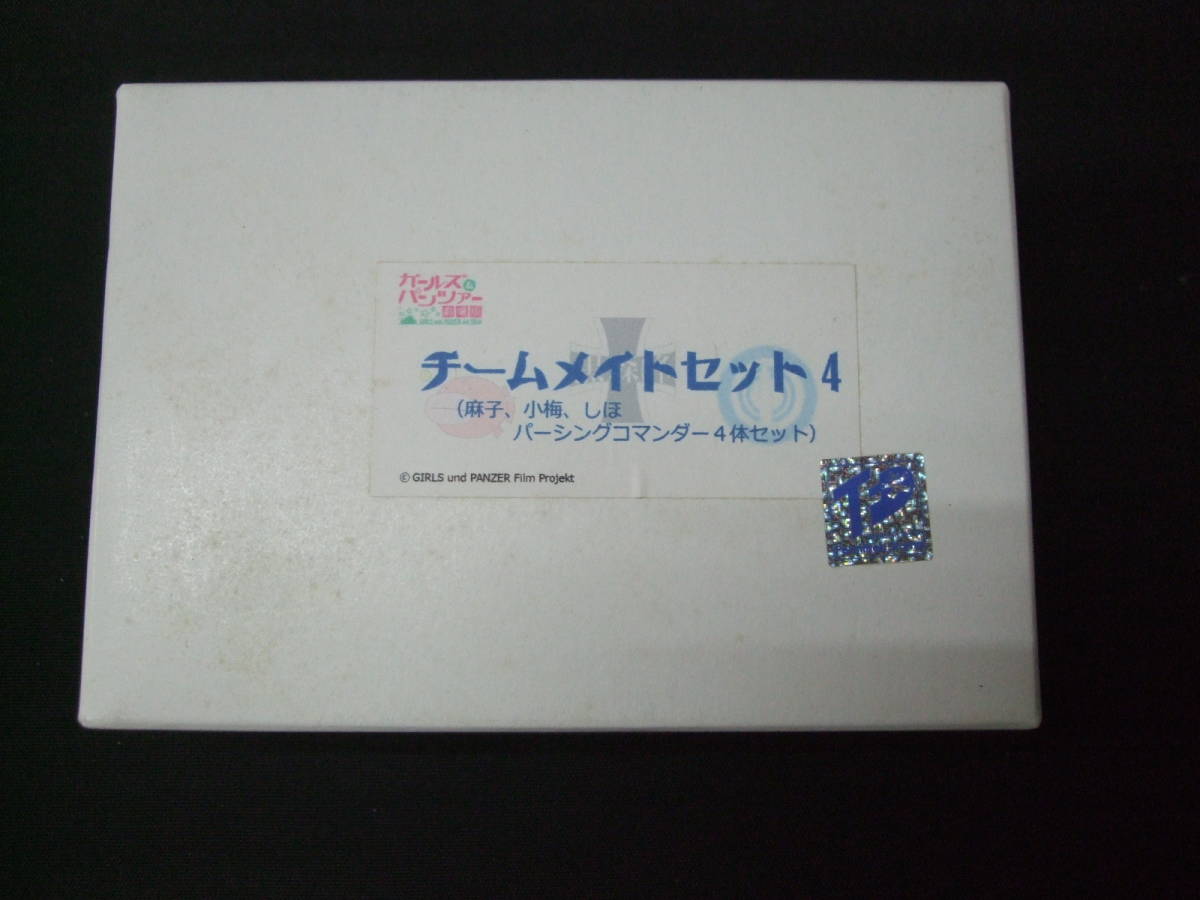 ガールズ&
パンツァー
劇場版
チームメイトセット4
(麻子、小梅、しほ
パーシングコマンダー4体セット)
© GIRLS und PANZER Film Projekt